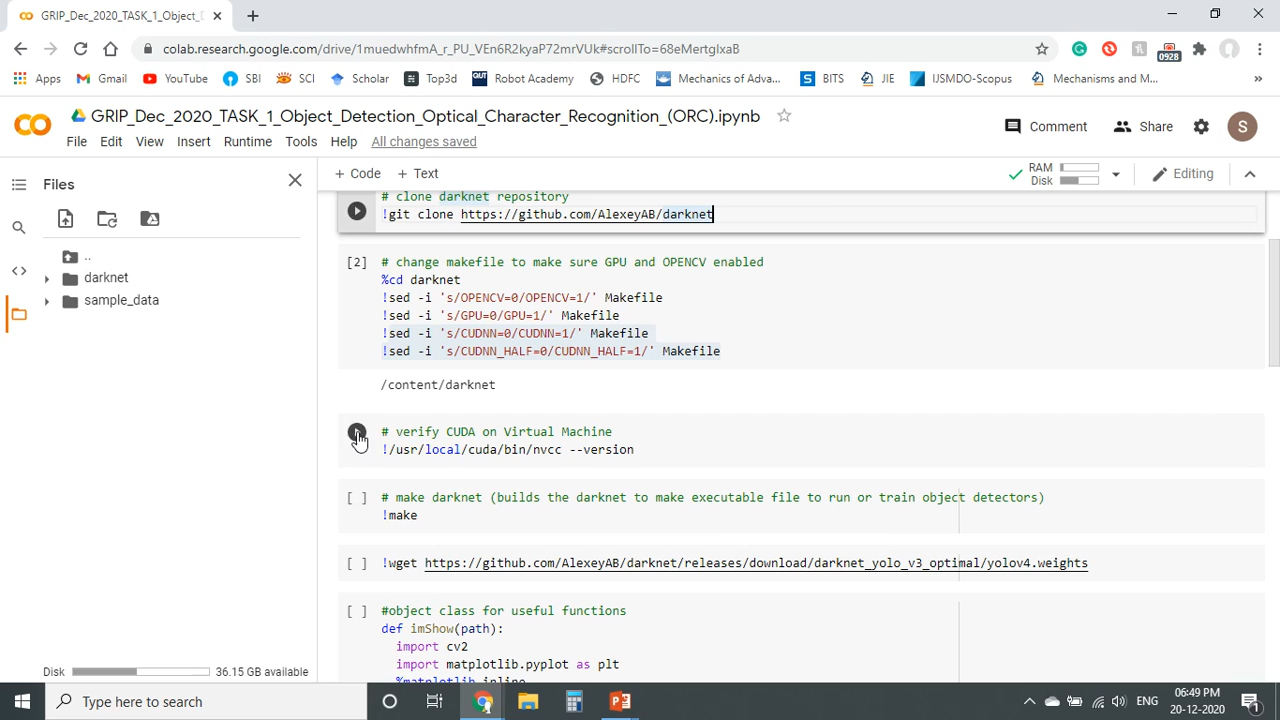 GRIP_Dec_2020_TASK_1_Object_D
colab.research.google.com/drive/1muedwhfmA_r_PU_VEn6R2kyaP72mrVUk#scrollTo=68eMertglxaB
0928
Apps Gmail YouTube SBI SCI Scholar Top3d QUT Robot Academy HDFC Mechanics of Adva... S BITS JIE IJSMDO-Scopus Mechanisms and M... »
GRIP_Dec_2020_TASK_1_Object_Detection_Optical_Character_Recognition_(ORC).ipynb
Comment Share S
File Edit View Insert Runtime Tools Help All changes saved
Files
+ Code + Text
RAM
Disk
Editing
..
darknet
sample_data
# clone darknet repository
!git clone https://github.com/AlexeyAB/darknet
[2] # change makefile to make sure GPU and OPENCV enabled
%cd darknet
!sed -i 's/OPENCV=0/OPENCV=1/' Makefile
!sed -i 's/GPU=0/GPU=1/' Makefile
!sed -i 's/CUDNN=0/CUDNN=1/' Makefile
!sed -i 's/CUDNN_HALF=0/CUDNN_HALF=1/' Makefile
/content/darknet
# verify CUDA on Virtual Machine
!/usr/local/cuda/bin/nvcc --version
[ ] # make darknet (builds the darknet to make executable file to run or train object detectors)
!make
[ ] !wget https://github.com/AlexeyAB/darknet/releases/download/darknet_yolo_v3_optimal/yolov4.weights
[ ] #object class for useful functions
def imShow(path):
import cv2
import matplotlib.pyplot as plt
%matplotlib inline
Disk 36.15 GB available
Type here to search
ENG
06:49 PM
20-12-2020
1